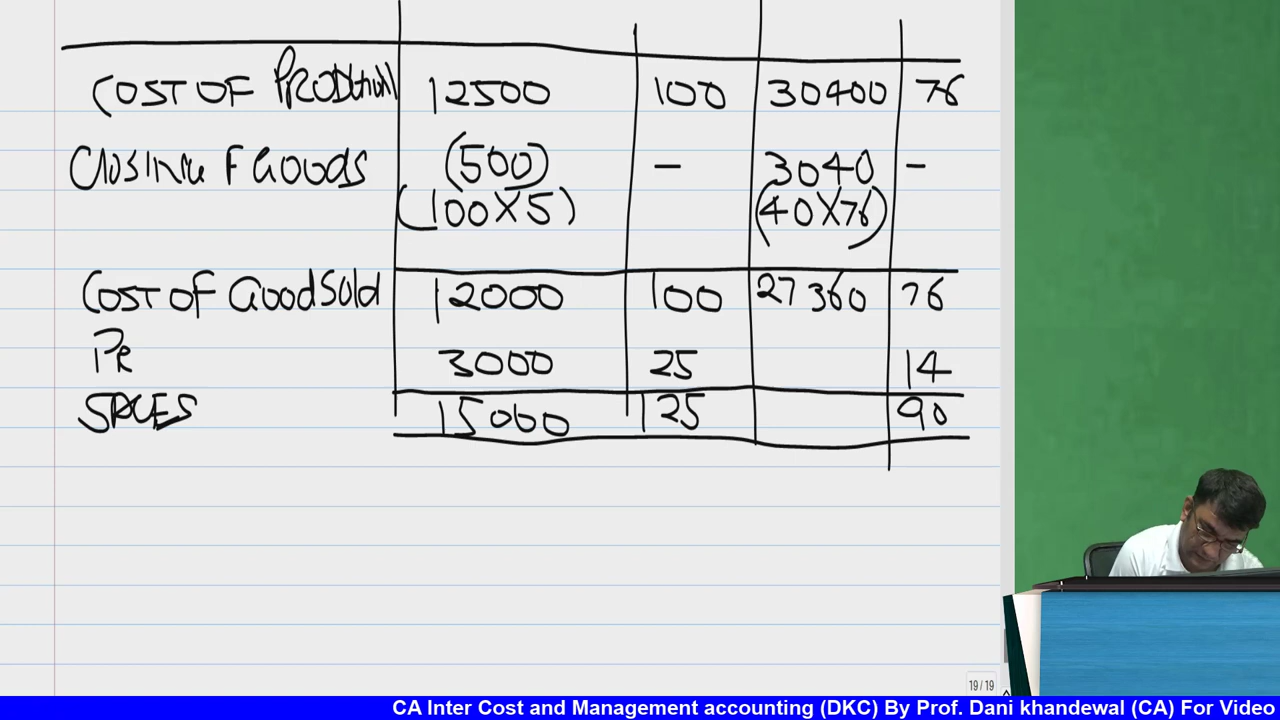 COST OF PRODUCTION 12500 100 30400 76
CLOSING F GOODS (500) - 3040 -
(100X5) (40X76)
COST OF GOOD SOLD 12000 100 27360 76
PR 3000 25 14
SALES 15000 125 90
19/19
CA Inter Cost and Management accounting (DKC) By Prof. Dani khandewal (CA) For Video